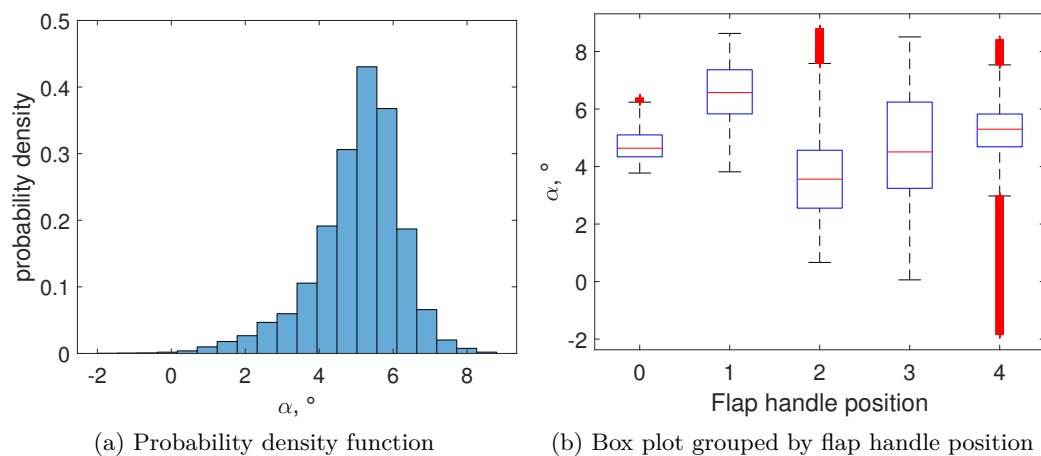 0.5
0.4
0.3
0.2
0.1
0
probability density
-2 0 2 4 6 8
α, °
(a) Probability density function
8
6
4
2
0
-2
α, °
0 1 2 3 4
Flap handle position
(b) Box plot grouped by flap handle position